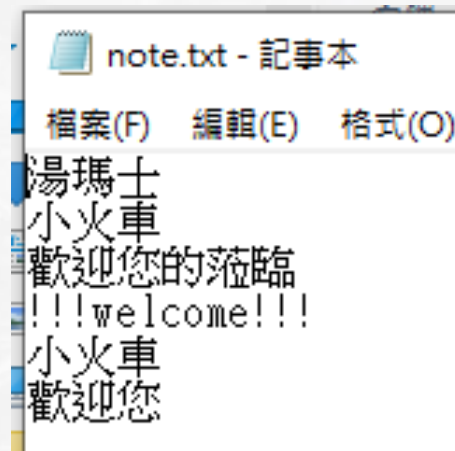 note.txt - 記事本
檔案(F) 編輯(E) 格式(O)
湯瑪士
小火車
歡迎您的蒞臨
!!!welcome!!!
小火車
歡迎您